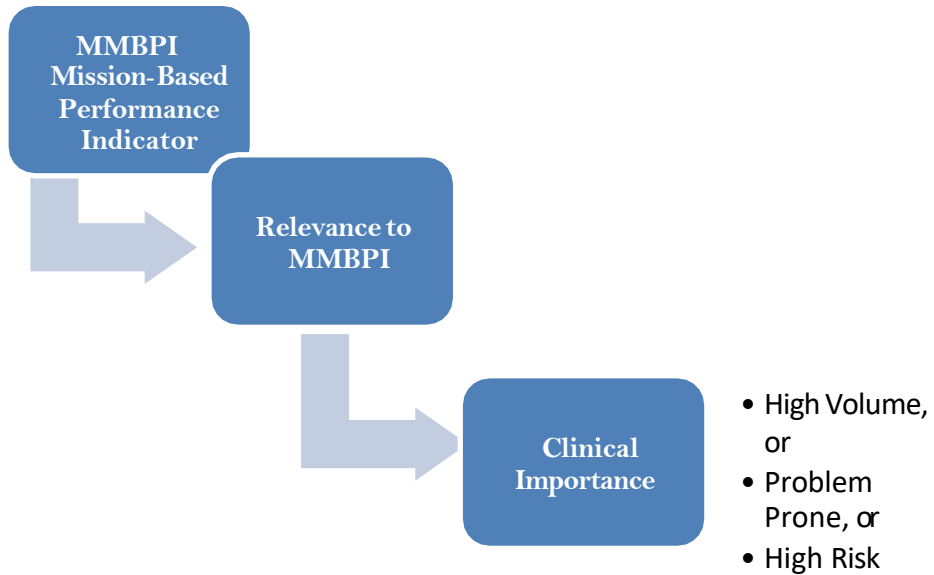 MMBPI
Mission-Based
Performance
Indicator
Relevance to
MMBPI
Clinical
Importance
• High Volume,
or
• Problem
Prone, or
• High Risk